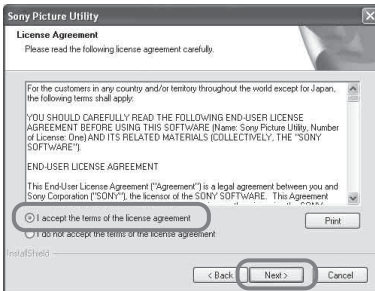 Sony Picture Utility
License Agreement
Please read the following license agreement carefully.
For the customers in any country and/or territory throughout the world except for Japan,
the following terms shall apply:
YOU SHOULD CAREFULLY READ THE FOLLOWING END-USER LICENSE
AGREEMENT BEFORE USING THIS SOFTWARE (Name: Sony Picture Utility, Number
of License: One) AND ITS RELATED MATERIALS (COLLECTIVELY, THE "SONY
SOFTWARE").
END-USER LICENSE AGREEMENT
This End-User License Agreement ("Agreement") is a legal agreement between you and
Sony Corporation ("SONY"), the licensor of the SONY SOFTWARE. This Agreement
I accept the terms of the license agreement
Print
I do not accept the terms of the license agreement
InstallShield
< Back
Next >
Cancel